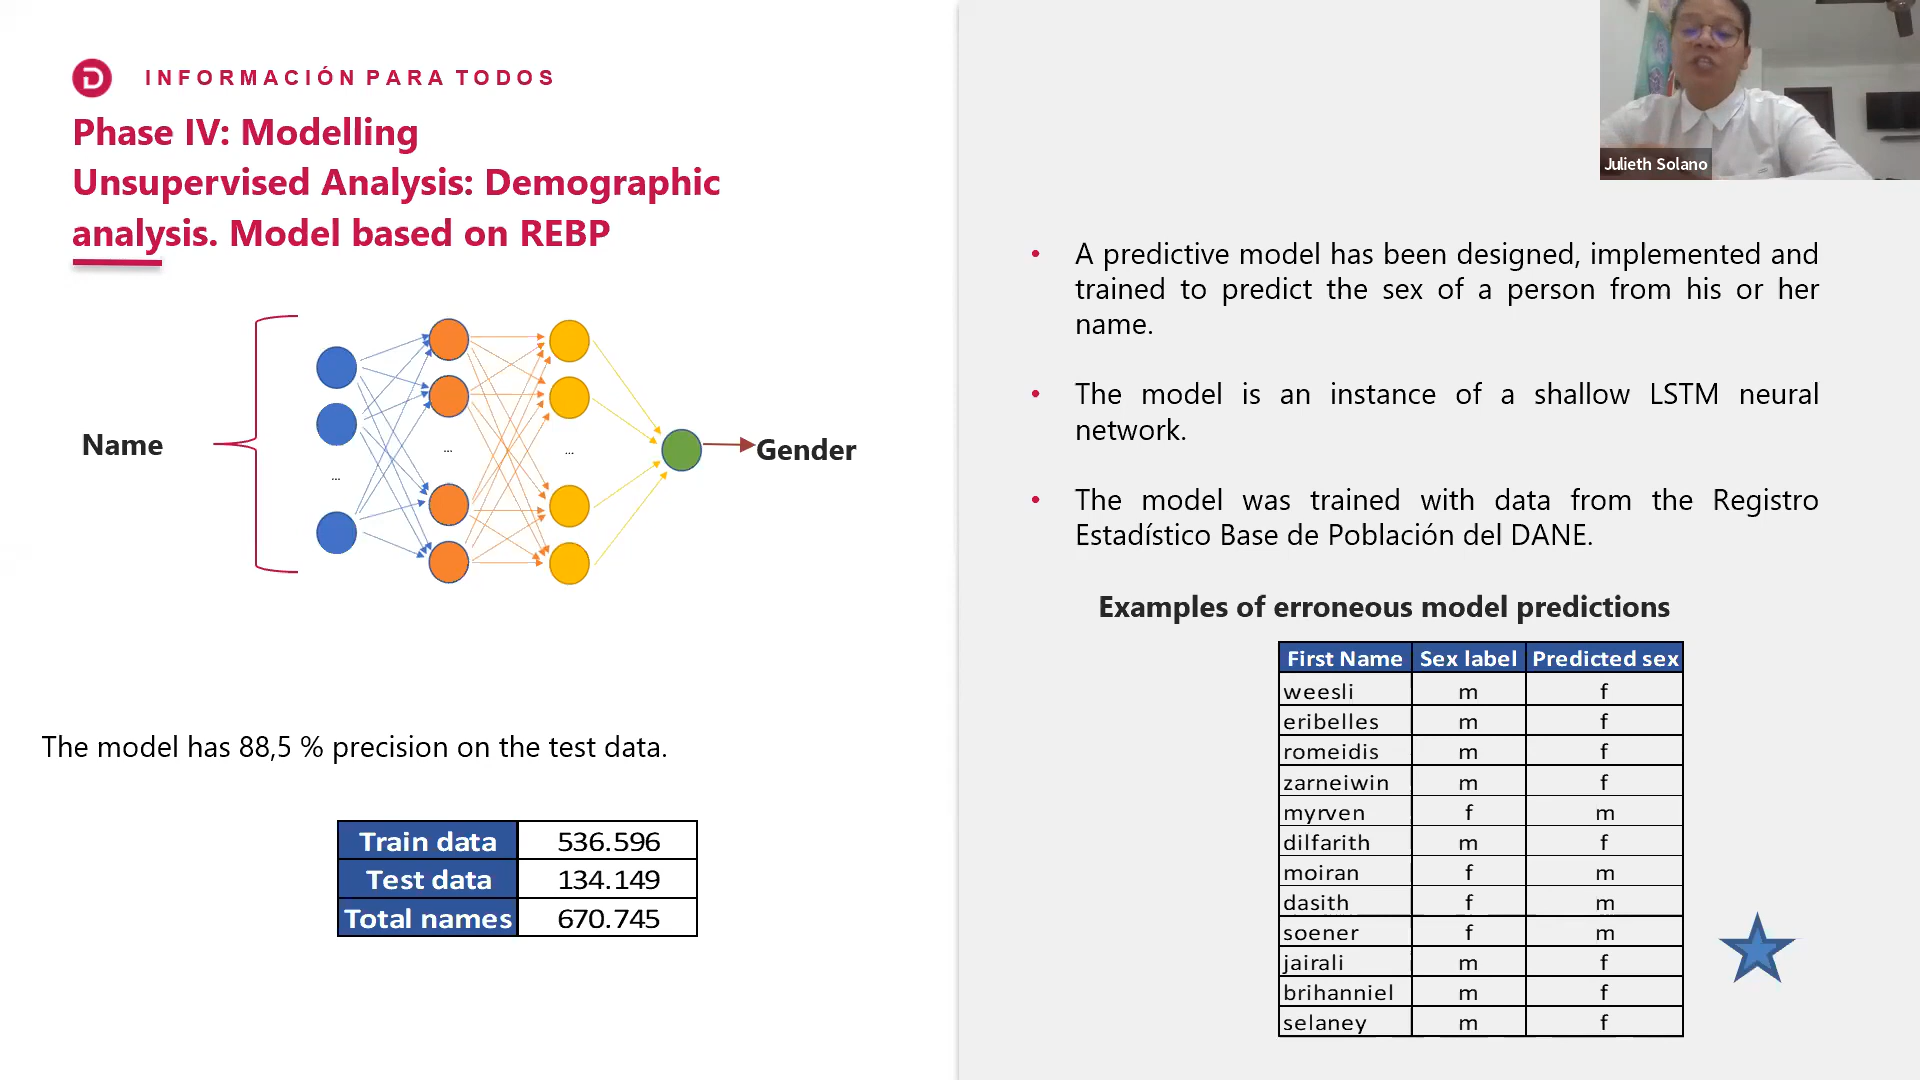 INFORMACIÓN PARA TODOS
Phase IV: Modelling
Unsupervised Analysis: Demographic
analysis. Model based on REBP
Name
...
...
...
Gender
The model has 88,5 % precision on the test data.
Train data 536.596
Test data 134.149
Total names 670.745
Julieth Solano
• A predictive model has been designed, implemented and
trained to predict the sex of a person from his or her
name.
• The model is an instance of a shallow LSTM neural
network.
• The model was trained with data from the Registro
Estadístico Base de Población del DANE.
Examples of erroneous model predictions
First Name Sex label Predicted sex
weesli m f
eribelles m f
romeidis m f
zarneiwin m f
myrven f m
dilfarith m f
moiran f m
dasith f m
soener f m
jairali m f
brihanniel m f
selaney m f